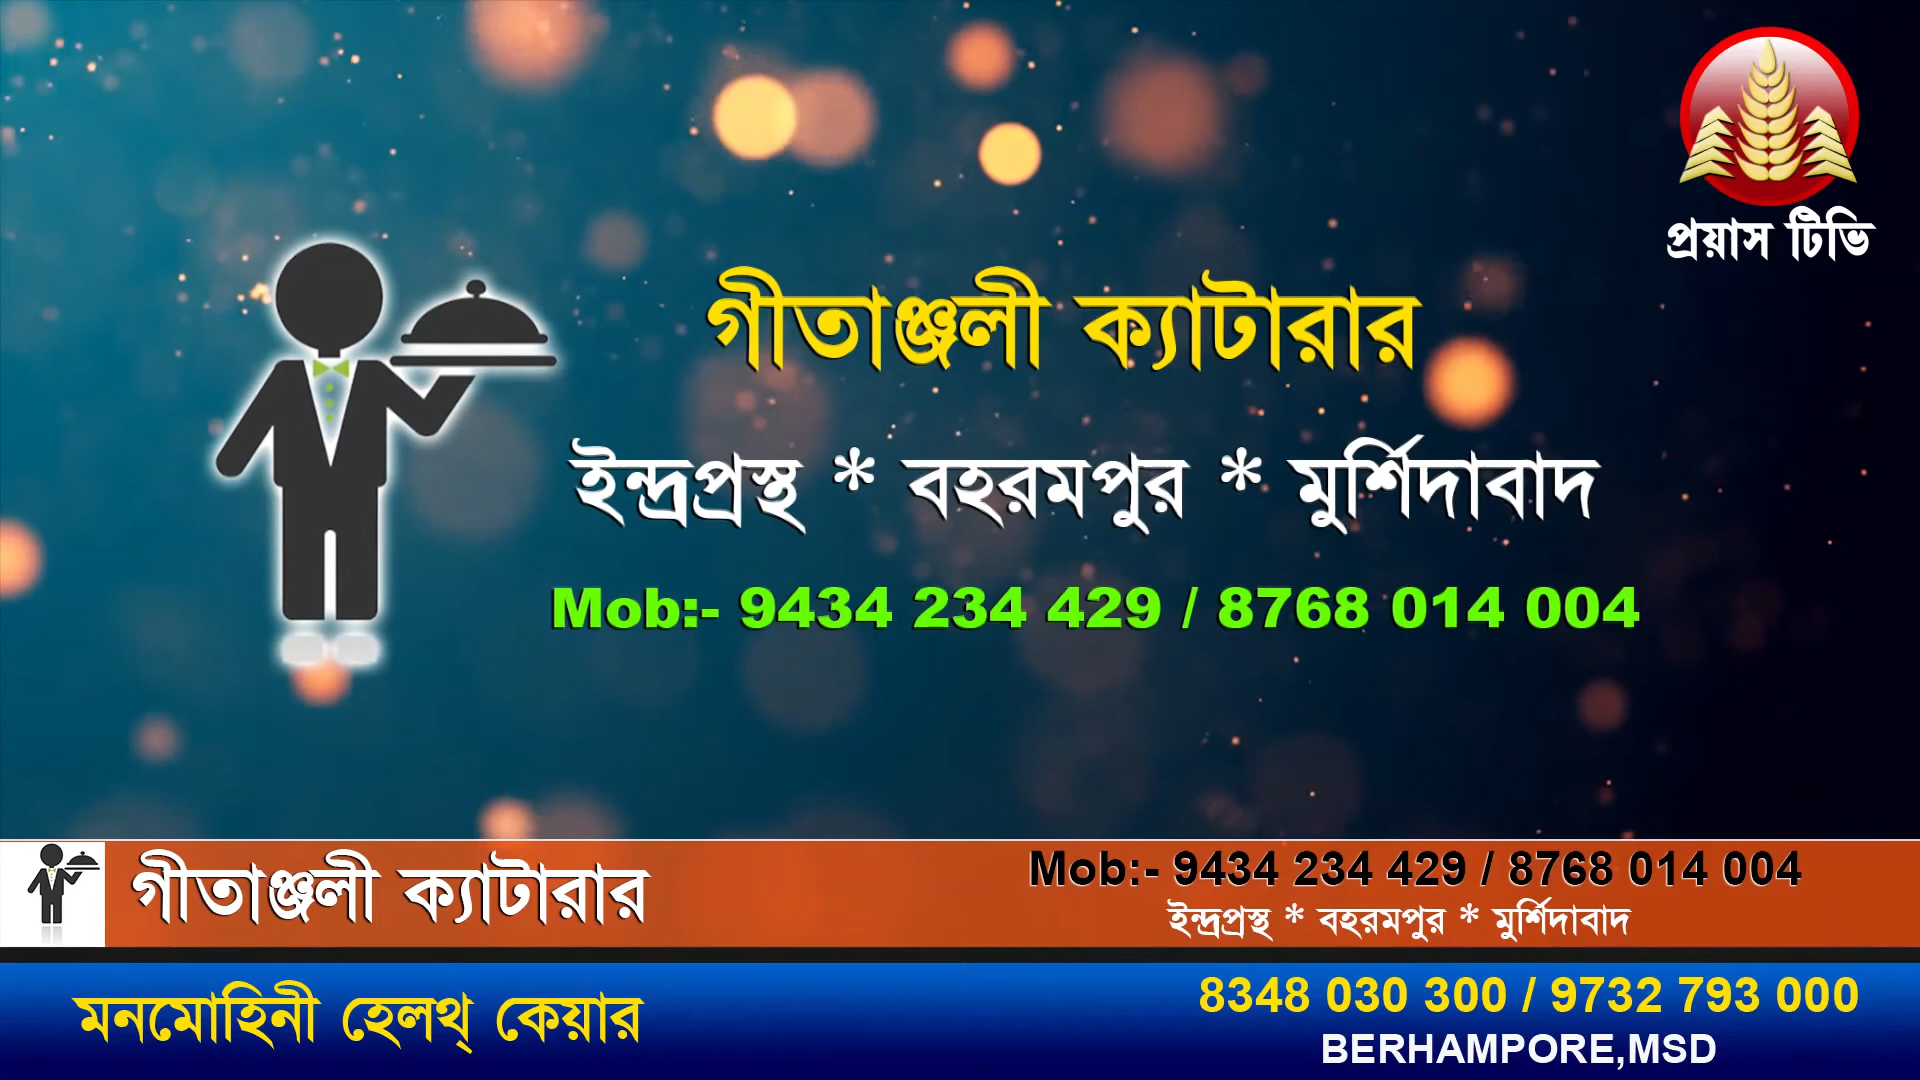 প্রয়াস টিভি
গীতাঞ্জলী ক্যাটারার
ইন্দ্রপ্রস্থ * বহরমপুর * মুর্শিদাবাদ
Mob:- 9434 234 429 / 8768 014 004
গীতাঞ্জলী ক্যাটারার
Mob:- 9434 234 429 / 8768 014 004
ইন্দ্রপ্রস্থ * বহরমপুর * মুর্শিদাবাদ
মনমোহিনী হেলথ্ কেয়ার
8348 030 300 / 9732 793 000
BERHAMPORE,MSD